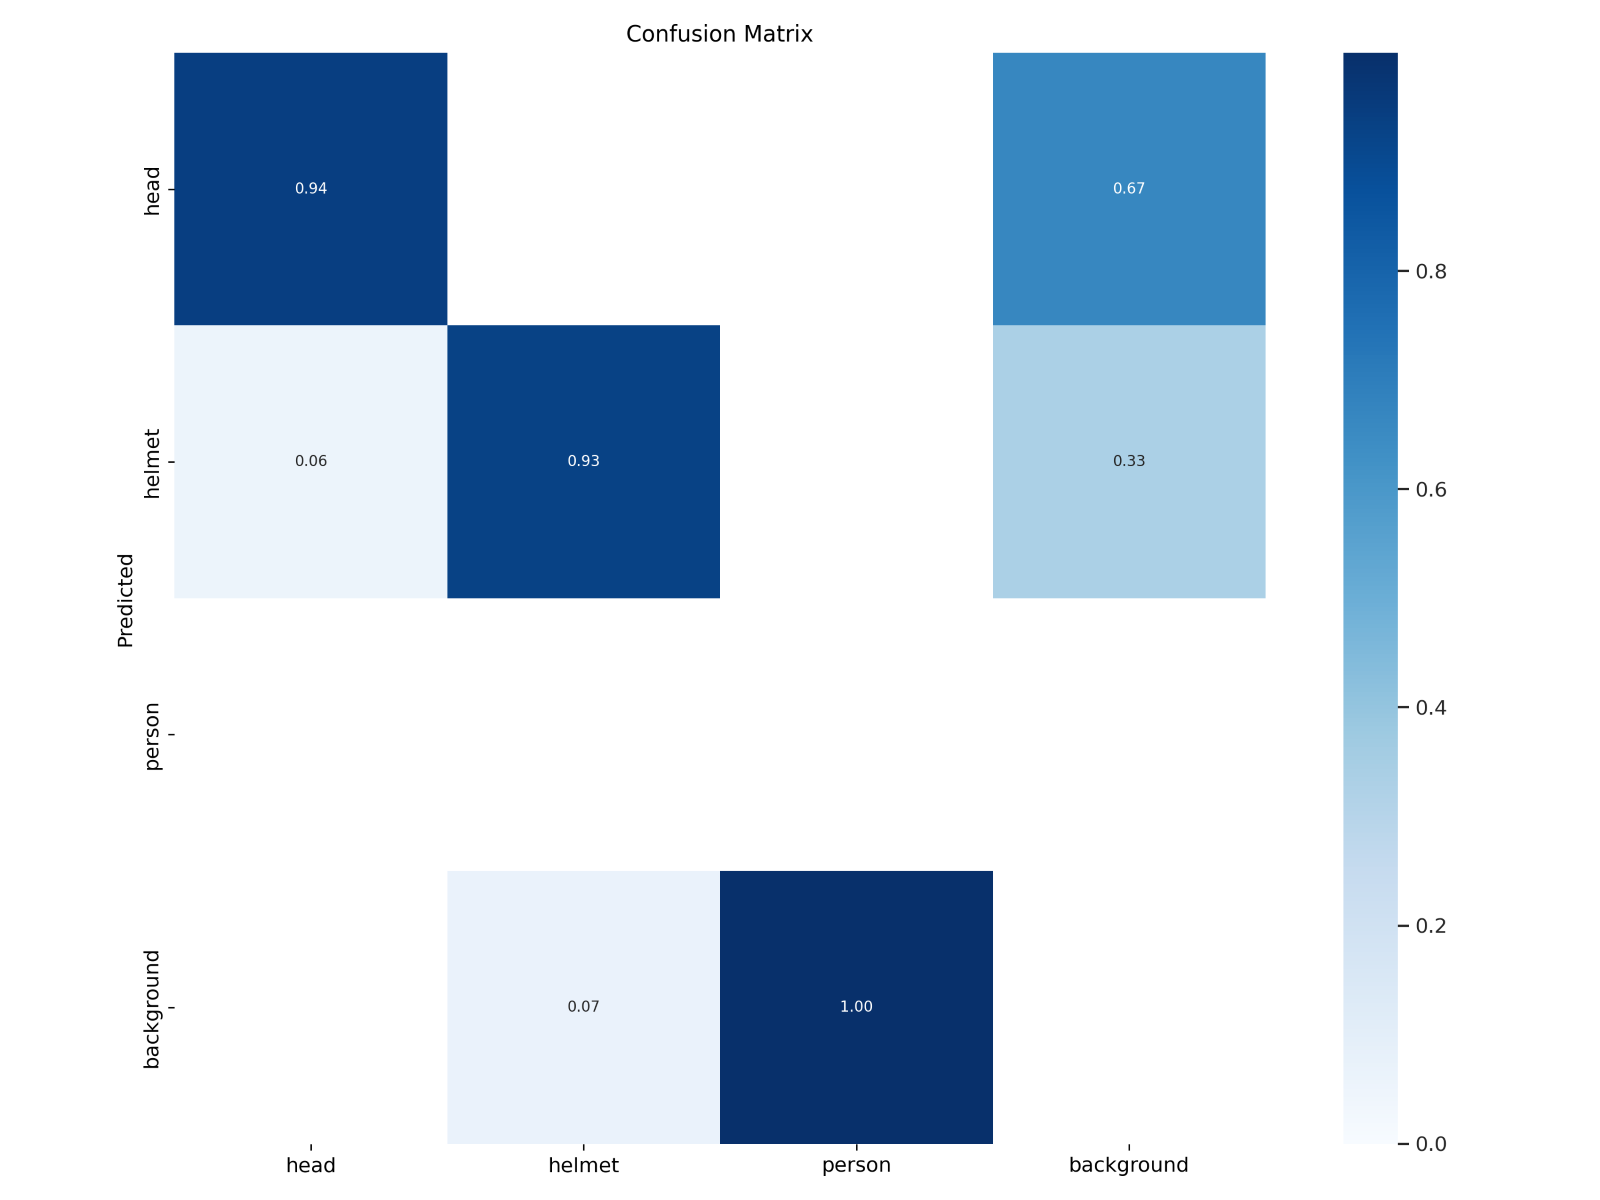 Confusion Matrix
head
0.94
0.67
0.8
helmet
0.06
0.93
0.33
0.6
Predicted
person
0.4
background
0.07
1.00
0.2
0.0
head
helmet
person
background